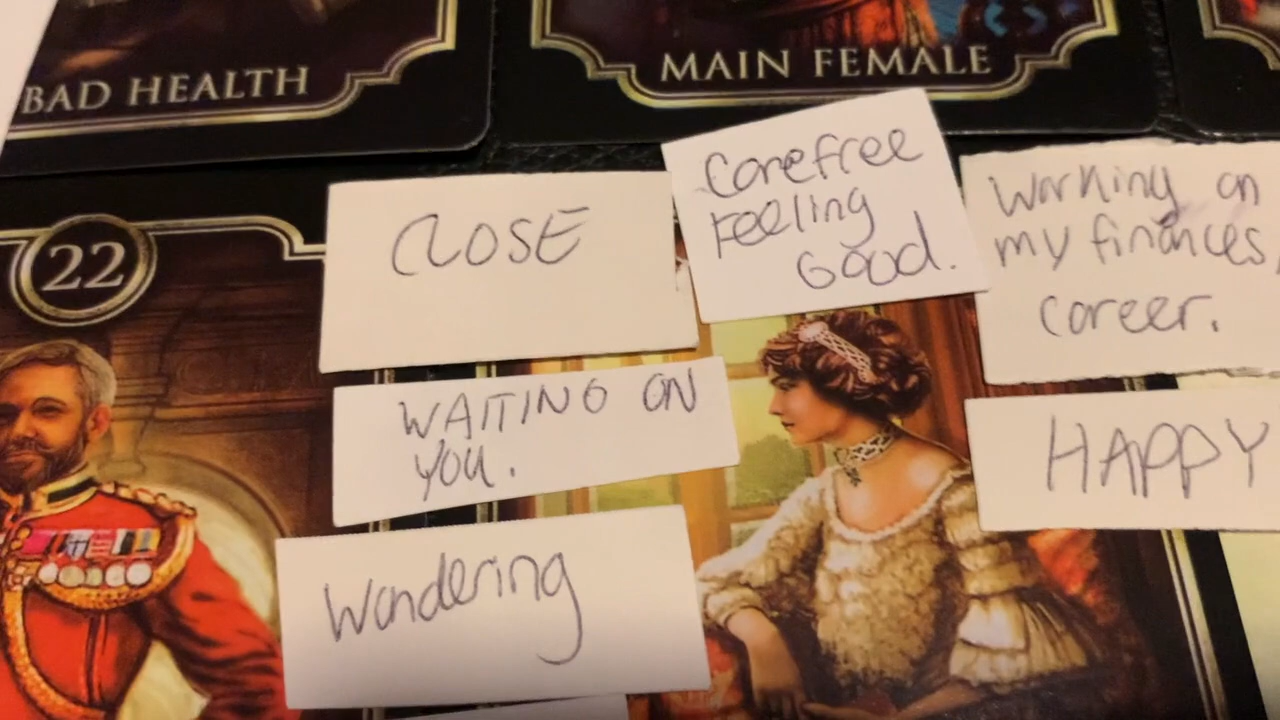 BAD HEALTH
MAIN FEMALE
22
CLOSE
Carefree
Feeling
Good.
Working on
my finances,
career.
WAITING ON
YOU.
HAPPY
Wondering